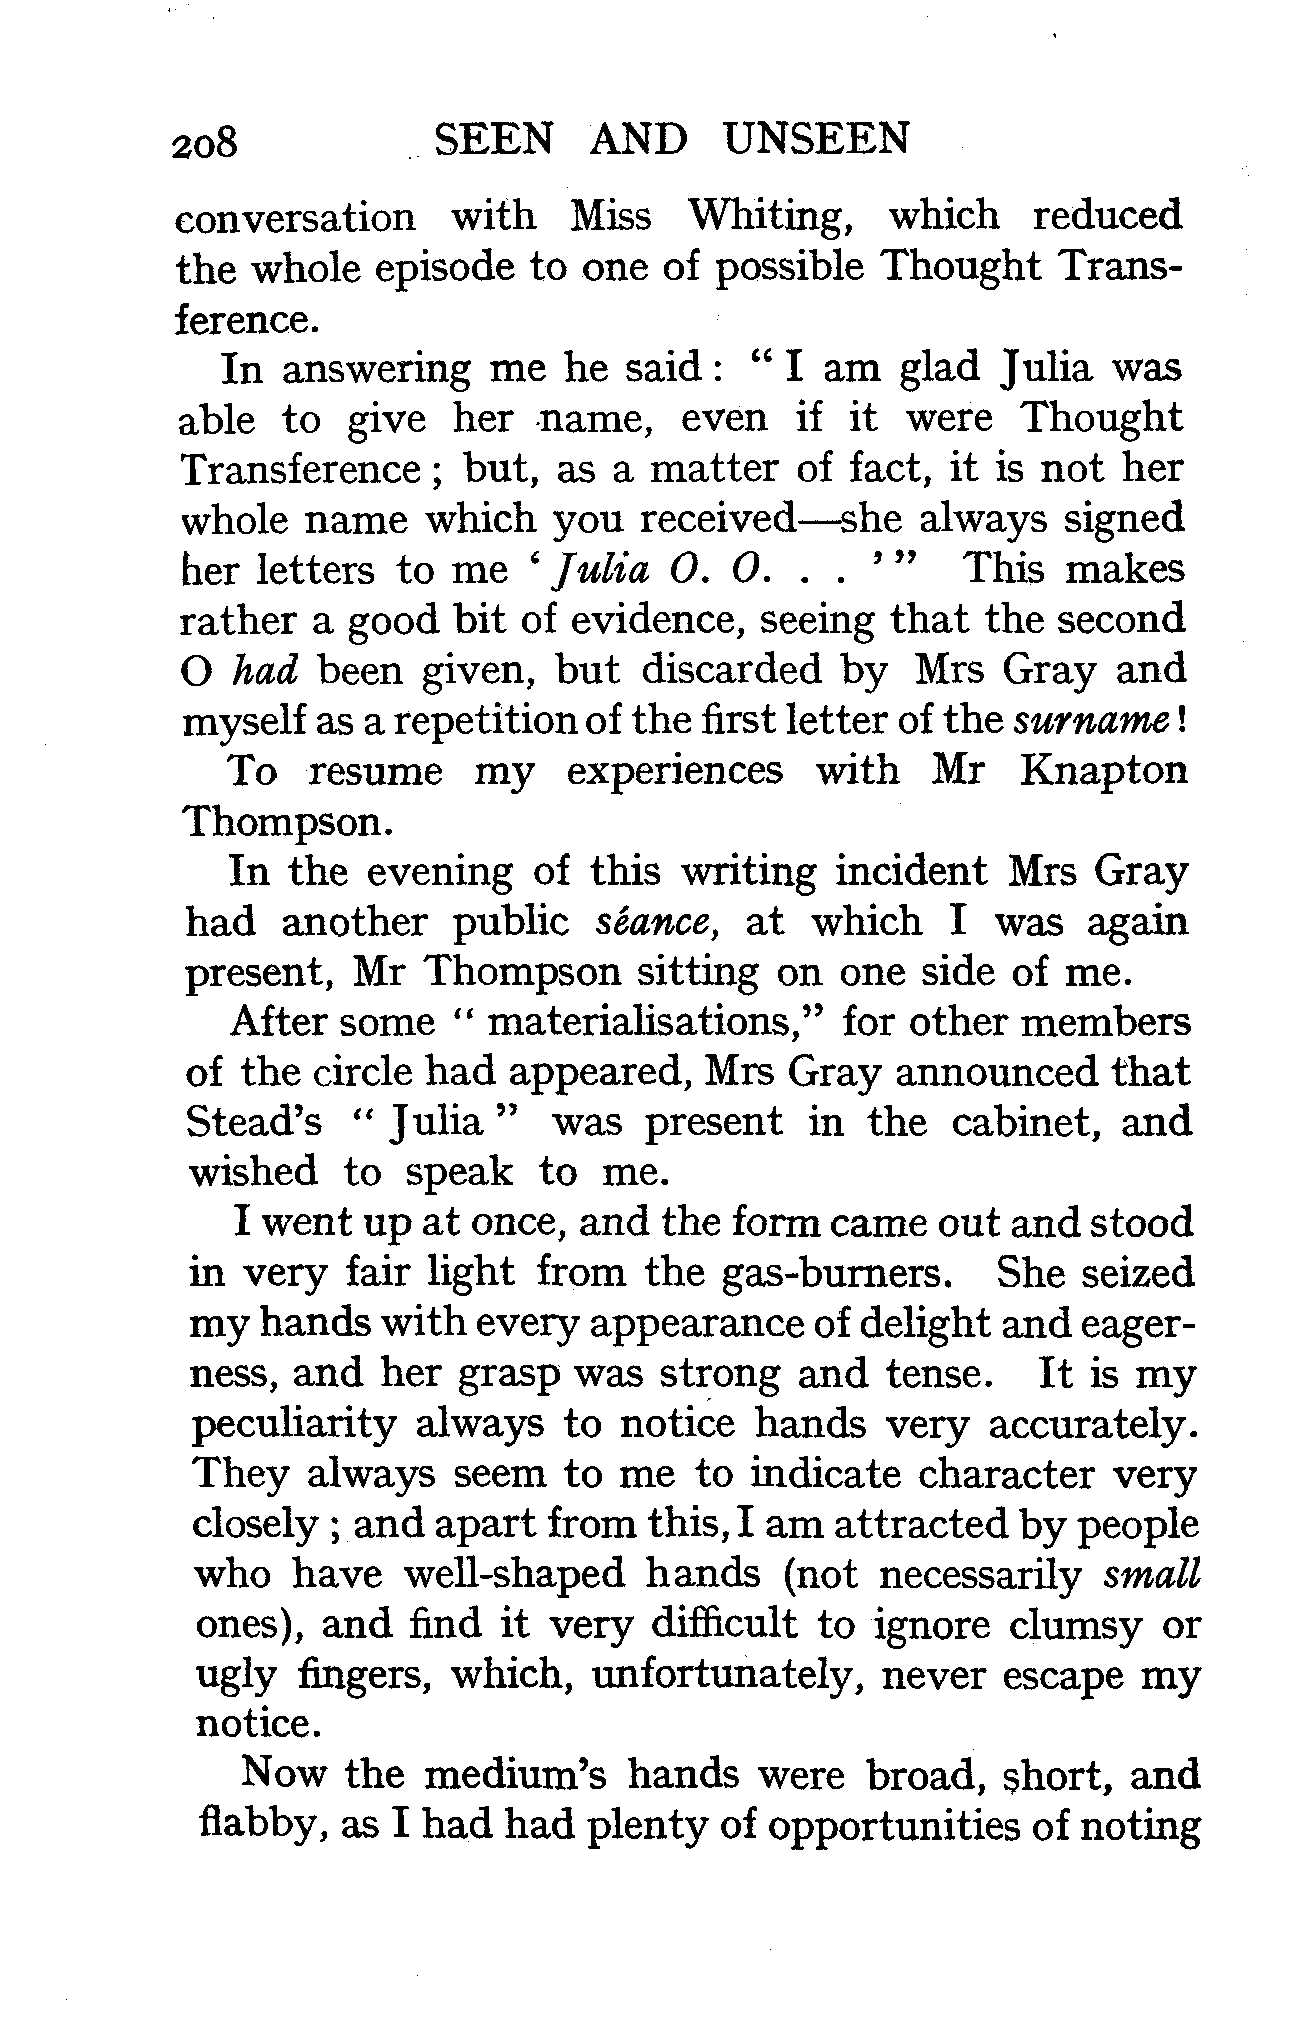 208 SEEN AND UNSEEN
conversation with Miss Whiting, which reduced
the whole episode to one of possible Thought Trans-
ference.
In answering me he said : “ I am glad Julia was
able to give her name, even if it were Thought
Transference ; but, as a matter of fact, it is not her
whole name which you received—she always signed
her letters to me ‘ Julia O. O. . . ’ ” This makes
rather a good bit of evidence, seeing that the second
O had been given, but discarded by Mrs Gray and
myself as a repetition of the first letter of the surname !
To resume my experiences with Mr Knapton
Thompson.
In the evening of this writing incident Mrs Gray
had another public séance, at which I was again
present, Mr Thompson sitting on one side of me.
After some “ materialisations,” for other members
of the circle had appeared, Mrs Gray announced that
Stead’s “ Julia ” was present in the cabinet, and
wished to speak to me.
I went up at once, and the form came out and stood
in very fair light from the gas-burners. She seized
my hands with every appearance of delight and eager-
ness, and her grasp was strong and tense. It is my
peculiarity always to notice hands very accurately.
They always seem to me to indicate character very
closely ; and apart from this, I am attracted by people
who have well-shaped hands (not necessarily small
ones), and find it very difficult to ignore clumsy or
ugly fingers, which, unfortunately, never escape my
notice.
Now the medium’s hands were broad, short, and
flabby, as I had had plenty of opportunities of noting